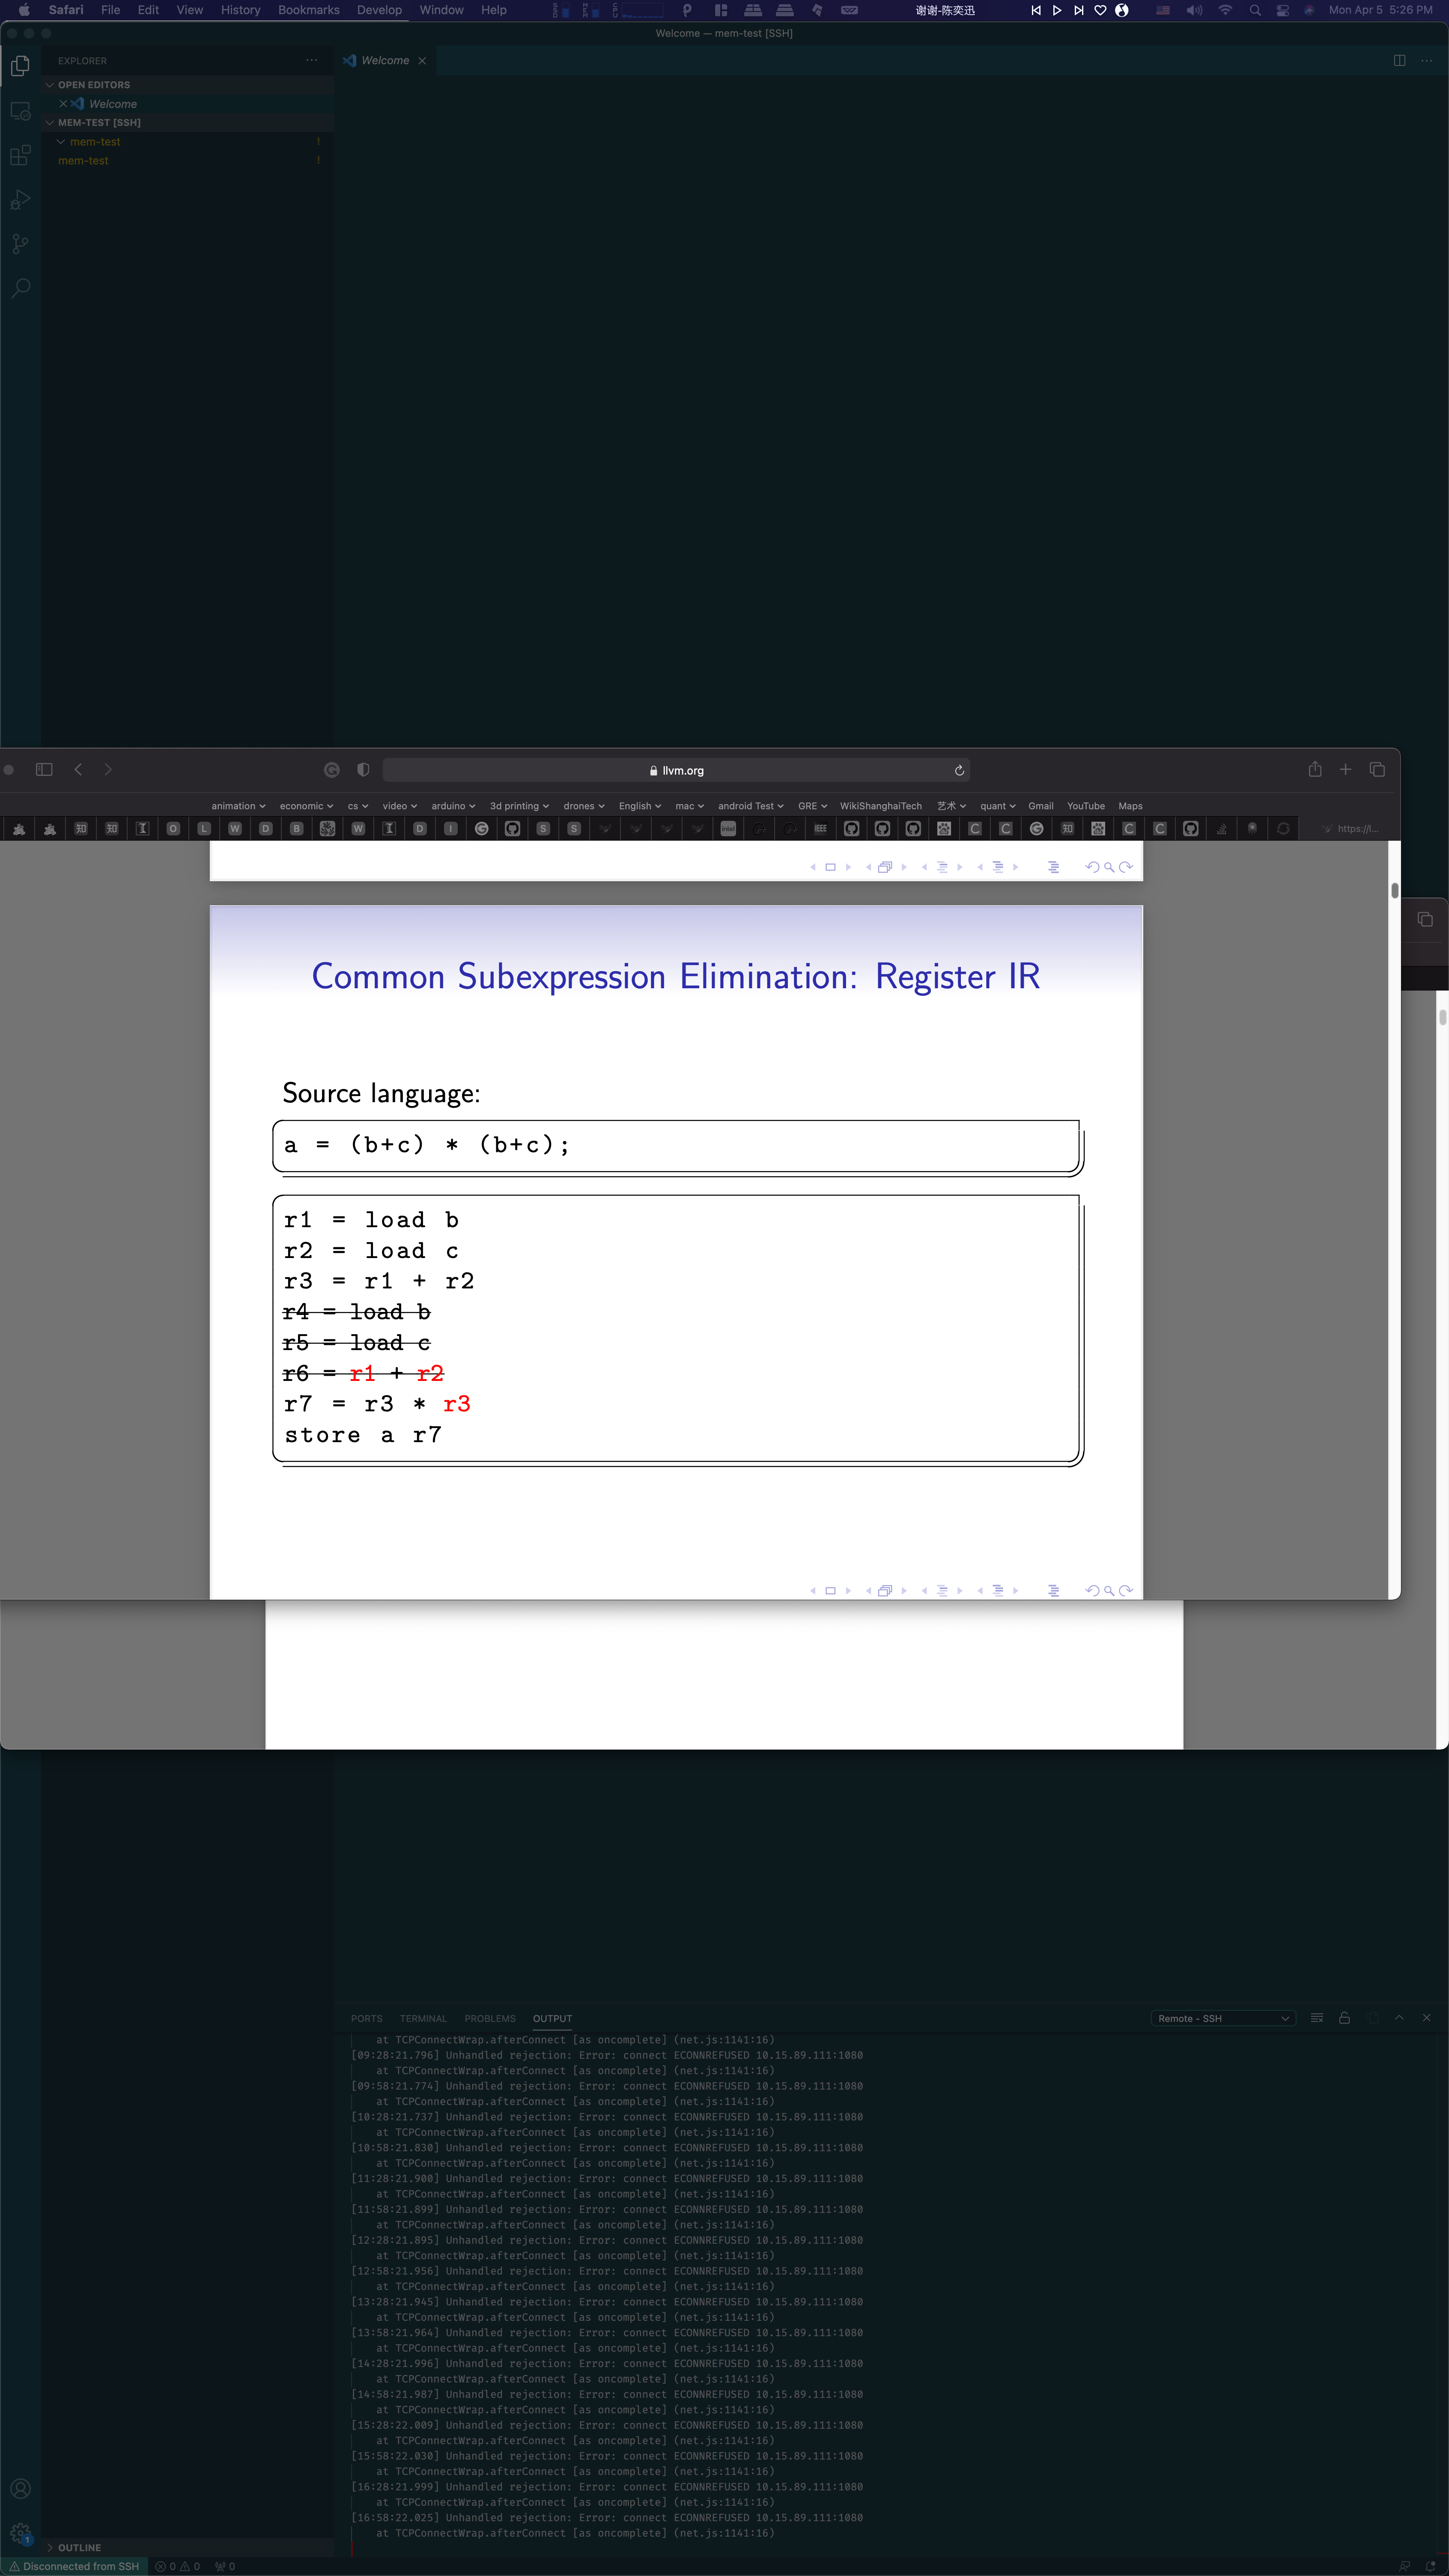 Safari File Edit View History Bookmarks Develop Window Help 谢谢-陈奕迅 Mon Apr 5 5:26 PM
Welcome — mem-test [SSH]
EXPLORER
Welcome
OPEN EDITORS
Welcome
MEM-TEST [SSH]
mem-test !
mem-test !
llvm.org
animation economic cs video arduino 3d printing drones English mac android Test GRE WikiShanghaiTech 艺术 quant Gmail YouTube Maps
知 知 I O L W D B W I D I G S S intel IEEE C C G 知 C C https://l...
Common Subexpression Elimination: Register IR
Source language:
a = (b+c) * (b+c);
r1 = load b
r2 = load c
r3 = r1 + r2
r4 = load b
r5 = load c
r6 = r1 + r2
r7 = r3 * r3
store a r7
PORTS TERMINAL PROBLEMS OUTPUT Remote - SSH
at TCPConnectWrap.afterConnect [as oncomplete] (net.js:1141:16)
[09:28:21.796] Unhandled rejection: Error: connect ECONNREFUSED 10.15.89.111:1080
at TCPConnectWrap.afterConnect [as oncomplete] (net.js:1141:16)
[09:58:21.774] Unhandled rejection: Error: connect ECONNREFUSED 10.15.89.111:1080
at TCPConnectWrap.afterConnect [as oncomplete] (net.js:1141:16)
[10:28:21.737] Unhandled rejection: Error: connect ECONNREFUSED 10.15.89.111:1080
at TCPConnectWrap.afterConnect [as oncomplete] (net.js:1141:16)
[10:58:21.830] Unhandled rejection: Error: connect ECONNREFUSED 10.15.89.111:1080
at TCPConnectWrap.afterConnect [as oncomplete] (net.js:1141:16)
[11:28:21.900] Unhandled rejection: Error: connect ECONNREFUSED 10.15.89.111:1080
at TCPConnectWrap.afterConnect [as oncomplete] (net.js:1141:16)
[11:58:21.899] Unhandled rejection: Error: connect ECONNREFUSED 10.15.89.111:1080
at TCPConnectWrap.afterConnect [as oncomplete] (net.js:1141:16)
[12:28:21.895] Unhandled rejection: Error: connect ECONNREFUSED 10.15.89.111:1080
at TCPConnectWrap.afterConnect [as oncomplete] (net.js:1141:16)
[12:58:21.956] Unhandled rejection: Error: connect ECONNREFUSED 10.15.89.111:1080
at TCPConnectWrap.afterConnect [as oncomplete] (net.js:1141:16)
[13:28:21.945] Unhandled rejection: Error: connect ECONNREFUSED 10.15.89.111:1080
at TCPConnectWrap.afterConnect [as oncomplete] (net.js:1141:16)
[13:58:21.964] Unhandled rejection: Error: connect ECONNREFUSED 10.15.89.111:1080
at TCPConnectWrap.afterConnect [as oncomplete] (net.js:1141:16)
[14:28:21.996] Unhandled rejection: Error: connect ECONNREFUSED 10.15.89.111:1080
at TCPConnectWrap.afterConnect [as oncomplete] (net.js:1141:16)
[14:58:21.987] Unhandled rejection: Error: connect ECONNREFUSED 10.15.89.111:1080
at TCPConnectWrap.afterConnect [as oncomplete] (net.js:1141:16)
[15:28:22.009] Unhandled rejection: Error: connect ECONNREFUSED 10.15.89.111:1080
at TCPConnectWrap.afterConnect [as oncomplete] (net.js:1141:16)
[15:58:22.030] Unhandled rejection: Error: connect ECONNREFUSED 10.15.89.111:1080
at TCPConnectWrap.afterConnect [as oncomplete] (net.js:1141:16)
[16:28:21.999] Unhandled rejection: Error: connect ECONNREFUSED 10.15.89.111:1080
at TCPConnectWrap.afterConnect [as oncomplete] (net.js:1141:16)
[16:58:22.025] Unhandled rejection: Error: connect ECONNREFUSED 10.15.89.111:1080
at TCPConnectWrap.afterConnect [as oncomplete] (net.js:1141:16)
1
OUTLINE
Disconnected from SSH 0 0 0